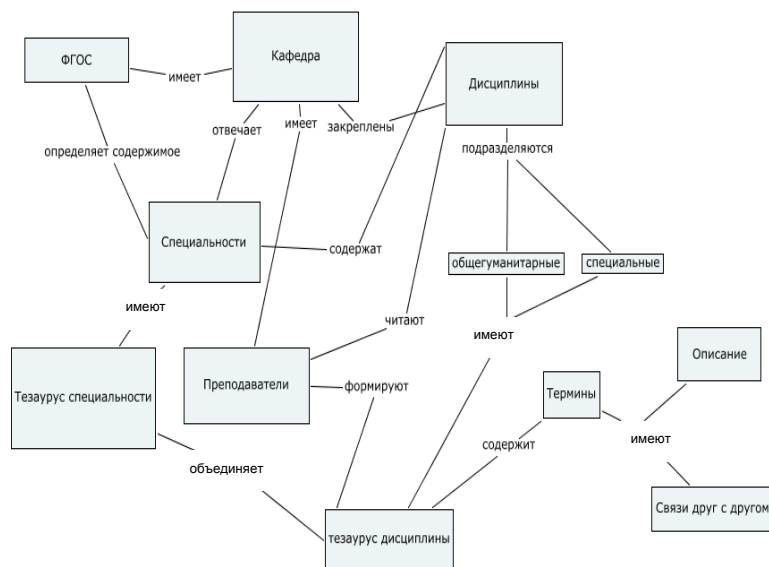 ФГОС
имеет
Кафедра
Дисциплины
отвечает
имеет
закреплены
определяет содержимое
подразделяются
Специальности
содержат
общегуманитарные
специальные
имеют
читают
имеют
Описание
Тезаурус специальности
Преподаватели
формируют
Термины
содержит
имеют
объединяет
Связи друг с другом
тезаурус дисциплины